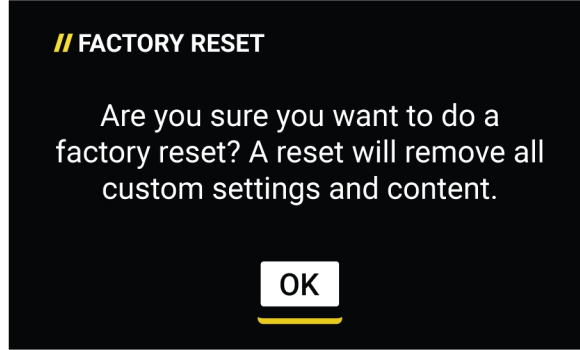 // FACTORY RESET
Are you sure you want to do a
factory reset? A reset will remove all
custom settings and content.
OK